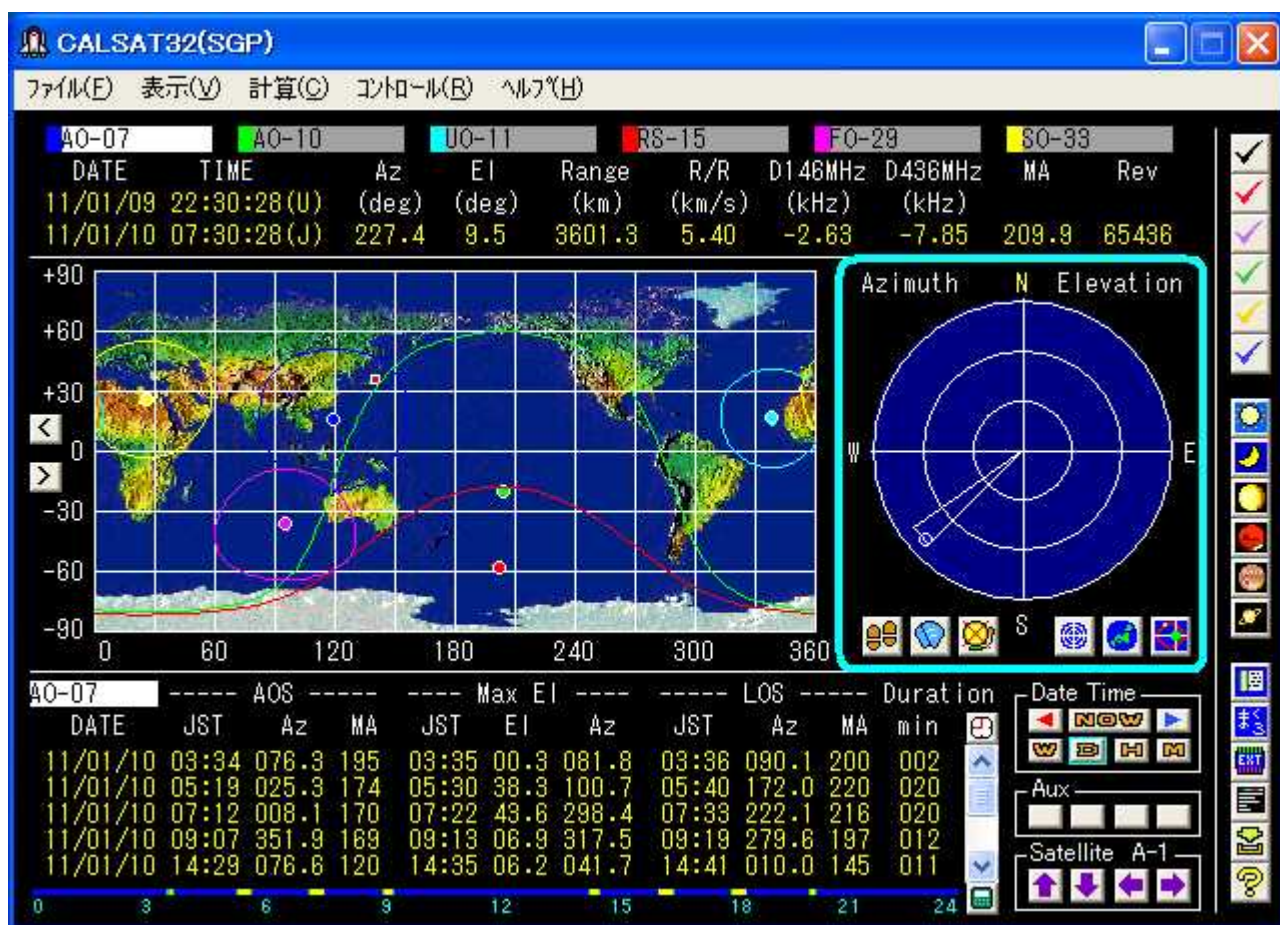 CALSAT32(SGP)
ファイル(F) 表示(V) 計算(C) コントロール(R) ヘルプ(H)
AO-07 AO-10 UO-11 RS-15 FO-29 SO-33
DATE TIME Az El Range R/R D146MHz D436MHz MA Rev
11/01/09 22:30:28(U) (deg) (deg) (km) (km/s) (kHz) (kHz)
11/01/10 07:30:28(J) 227.4 9.5 3601.3 5.40 -2.63 -7.85 209.9 65436
+90
+60
+30
0
-30
-60
-90
0 60 120 180 240 300 360
< 
>
Azimuth N Elevation
W E
S
AO-07 ----- AOS ----- ---- Max El ---- ----- LOS ----- Duration
DATE JST Az MA JST El Az JST Az MA min
11/01/10 03:34 076.3 195 03:35 00.3 081.8 03:36 090.1 200 002
11/01/10 05:19 025.3 174 05:30 38.3 100.7 05:40 172.0 220 020
11/01/10 07:12 008.1 170 07:22 43.6 298.4 07:33 222.1 216 020
11/01/10 09:07 351.9 169 09:13 06.9 317.5 09:19 279.6 197 012
11/01/10 14:29 076.6 120 14:35 06.2 041.7 14:41 010.0 145 011
0 3 6 9 12 15 18 21 24
Date Time
NOW
W D H M
Aux
Satellite A-1
まくろ
EXT
?